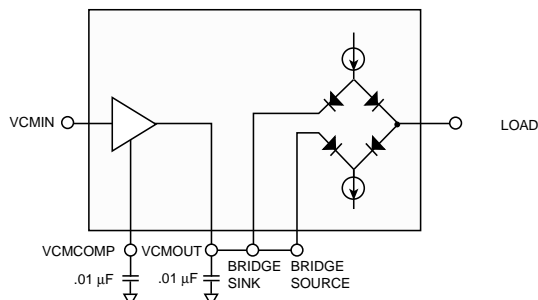 VCMIN
LOAD
VCMCOMP
VCMOUT
BRIDGE
SINK
BRIDGE
SOURCE
.01 µF
.01 µF